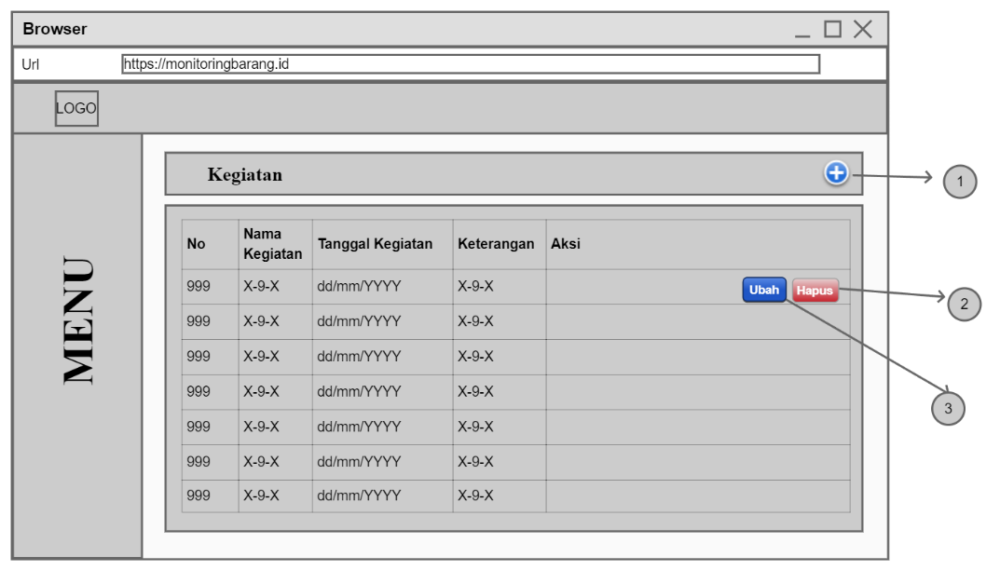 Browser
Url https://monitoringbarang.id
LOGO
MENU
Kegiatan
1
No Nama Kegiatan Tanggal Kegiatan Keterangan Aksi
999 X-9-X dd/mm/YYYY X-9-X Ubah Hapus
2
999 X-9-X dd/mm/YYYY X-9-X
999 X-9-X dd/mm/YYYY X-9-X
999 X-9-X dd/mm/YYYY X-9-X
3
999 X-9-X dd/mm/YYYY X-9-X
999 X-9-X dd/mm/YYYY X-9-X
999 X-9-X dd/mm/YYYY X-9-X